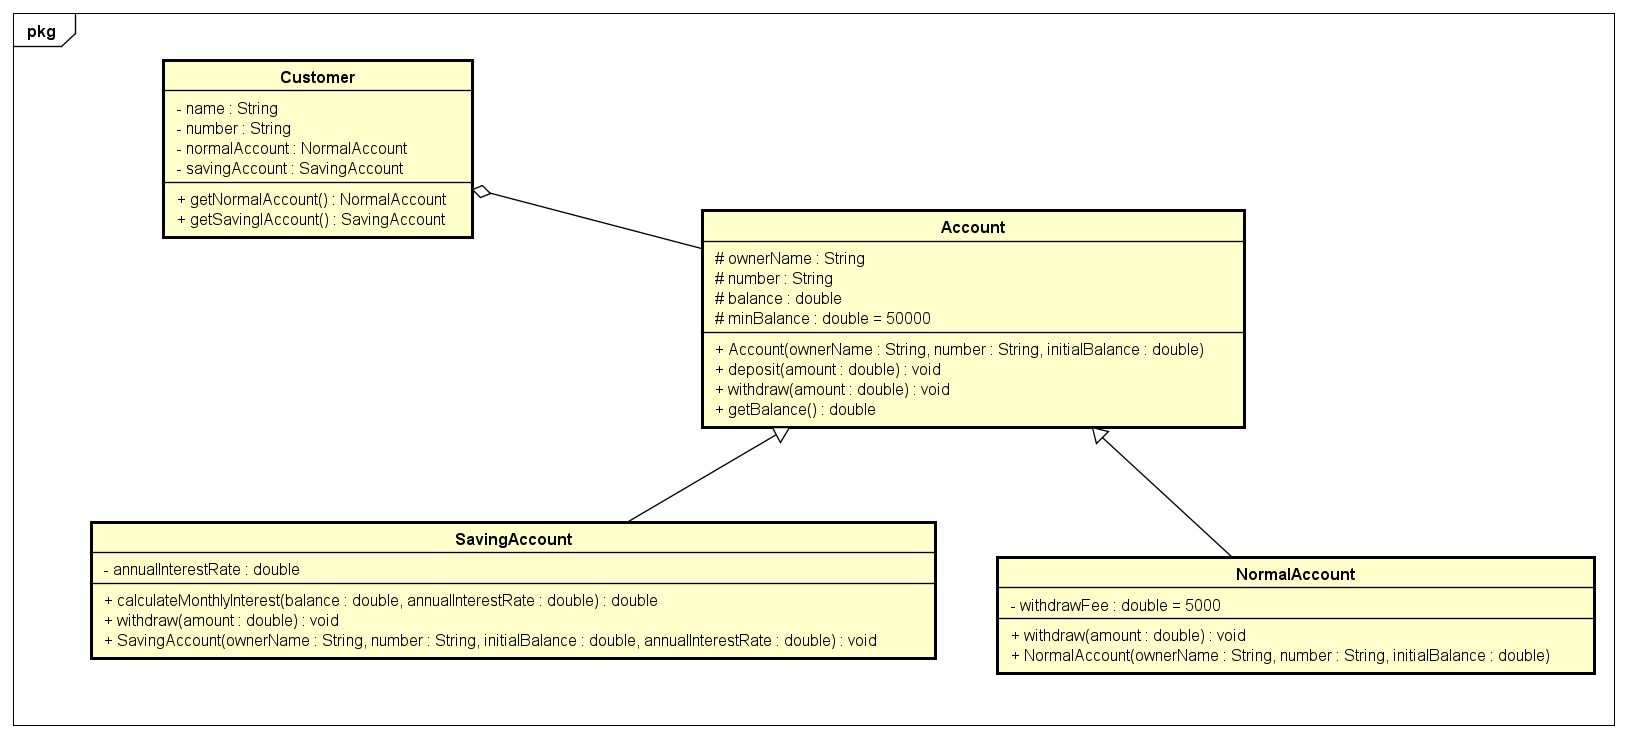 pkg
Customer
- name : String
- number : String
- normalAccount : NormalAccount
- savingAccount : SavingAccount
+ getNormalAccount() : NormalAccount
+ getSavinglAccount() : SavingAccount
Account
# ownerName : String
# number : String
# balance : double
# minBalance : double = 50000
+ Account(ownerName : String, number : String, initialBalance : double)
+ deposit(amount : double) : void
+ withdraw(amount : double) : void
+ getBalance() : double
SavingAccount
- annualInterestRate : double
+ calculateMonthlyInterest(balance : double, annualInterestRate : double) : double
+ withdraw(amount : double) : void
+ SavingAccount(ownerName : String, number : String, initialBalance : double, annualInterestRate : double) : void
NormalAccount
- withdrawFee : double = 5000
+ withdraw(amount : double) : void
+ NormalAccount(ownerName : String, number : String, initialBalance : double)